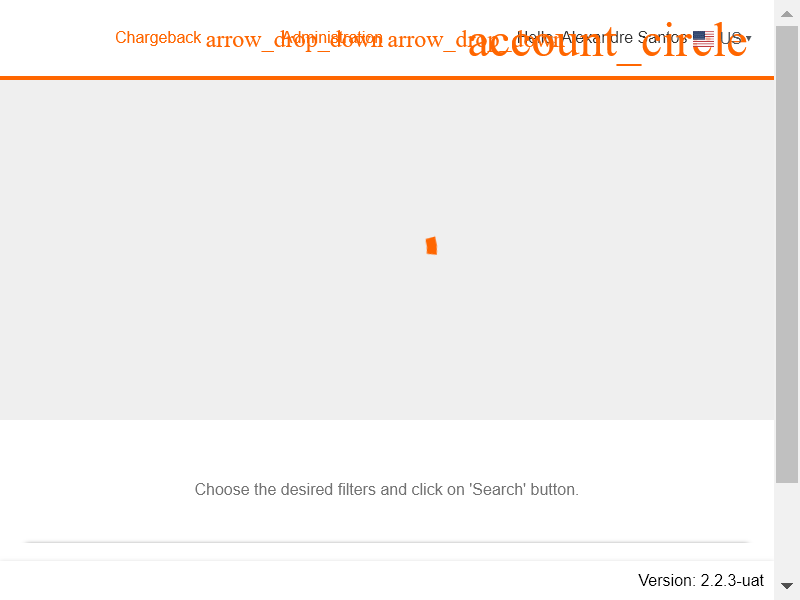 Chargeback arrow_drop_down Administration arrow_drop_down Hello, Alexandre Santos account_circle US
Choose the desired filters and click on 'Search' button.
Version: 2.2.3-uat